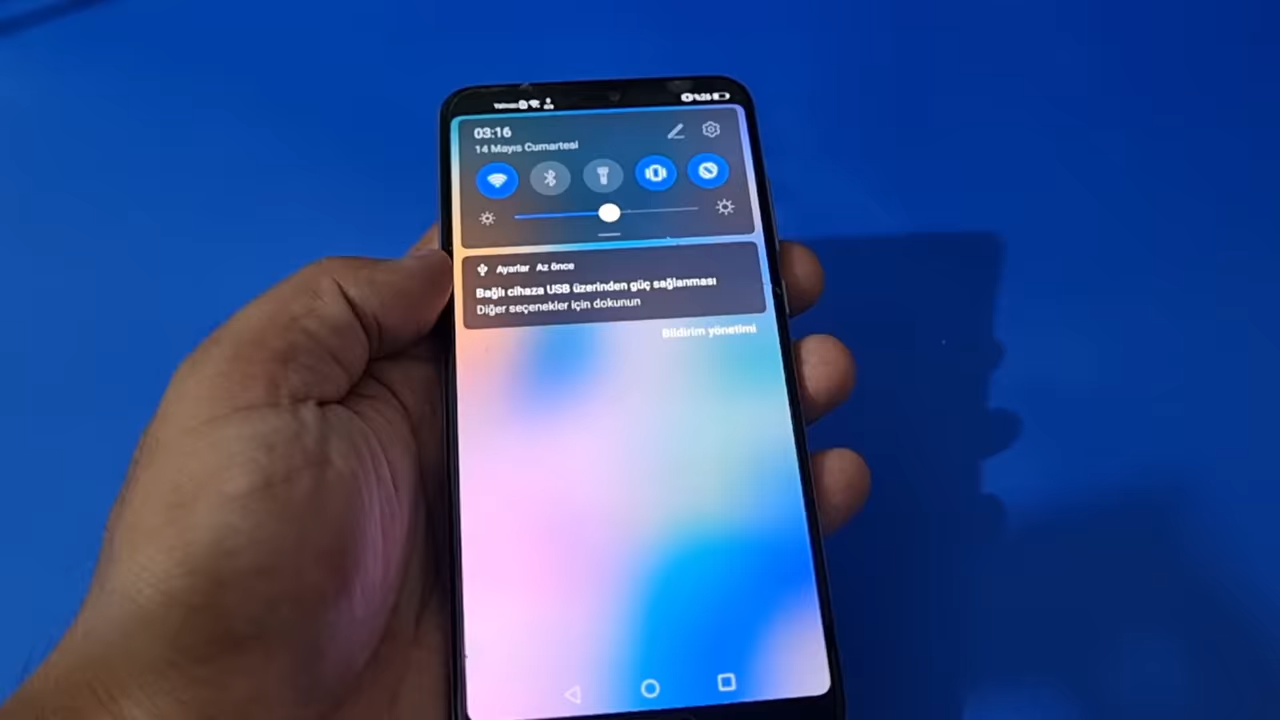 %26
03:16
14 Mayıs Cumartesi
Ayarlar Az önce
Bağlı cihaza USB üzerinden güç sağlanması
Diğer seçenekler için dokunun
Bildirim yönetimi